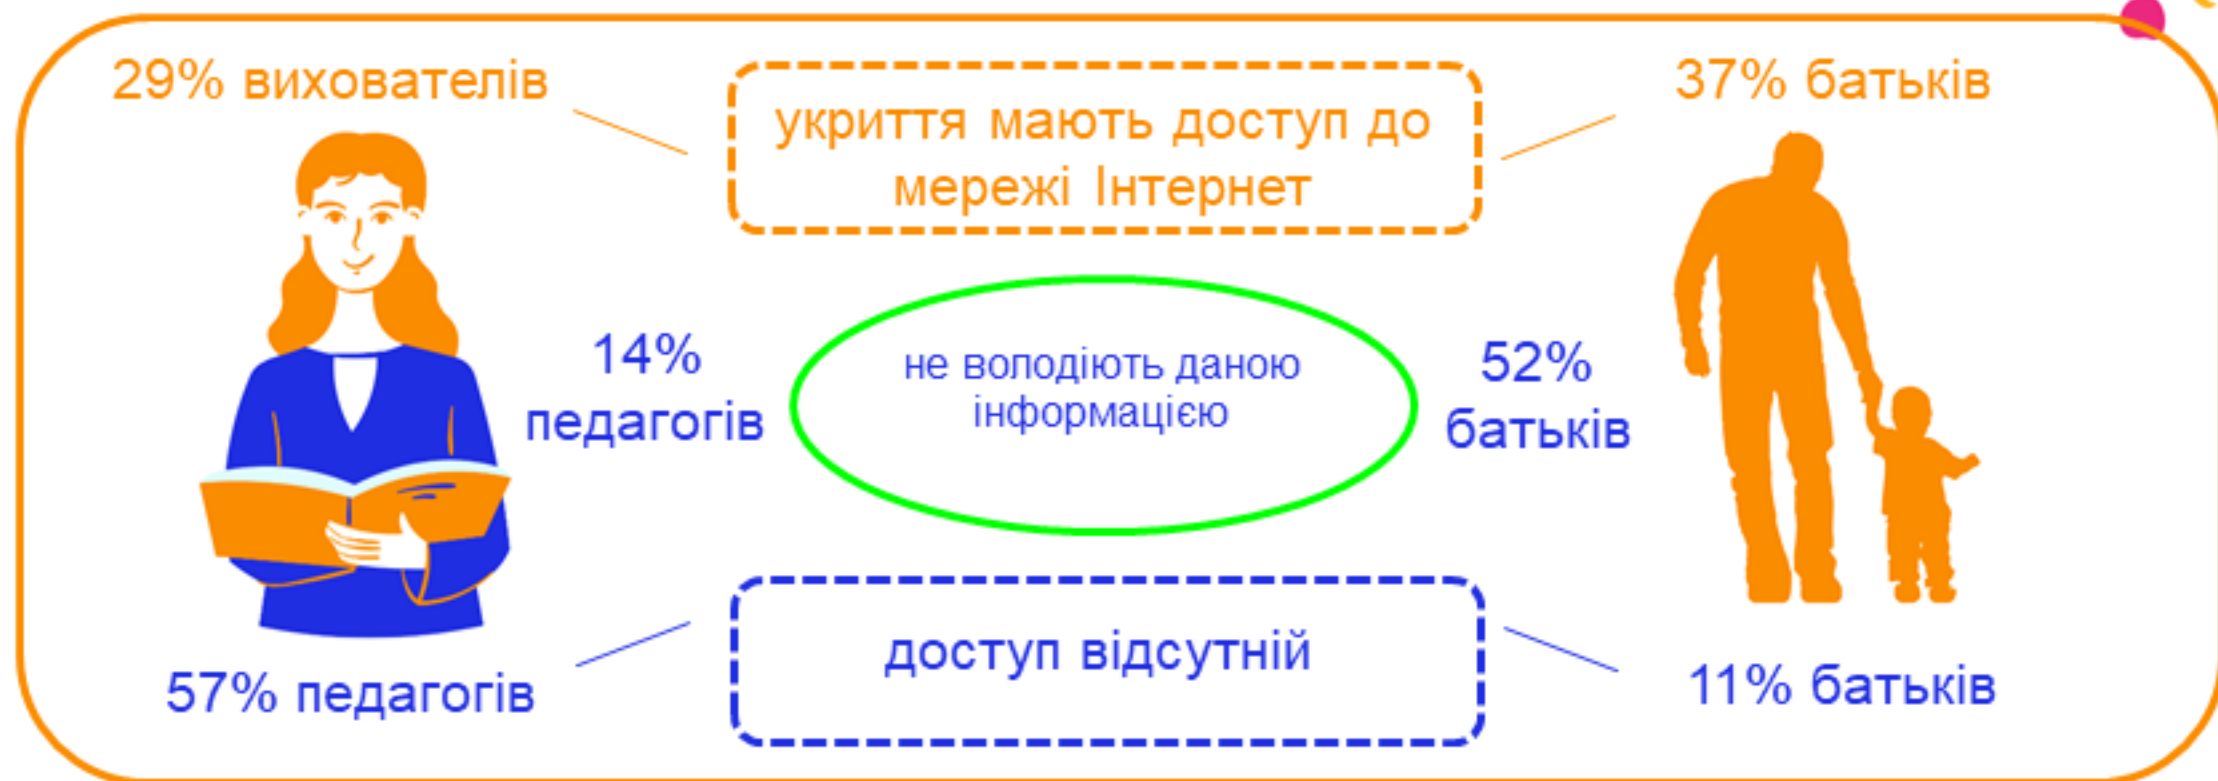 29% вихователів
укриття мають доступ до
мережі Інтернет
37% батьків
14%
педагогів
не володіють даною
інформацією
52%
батьків
57% педагогів
доступ відсутній
11% батьків